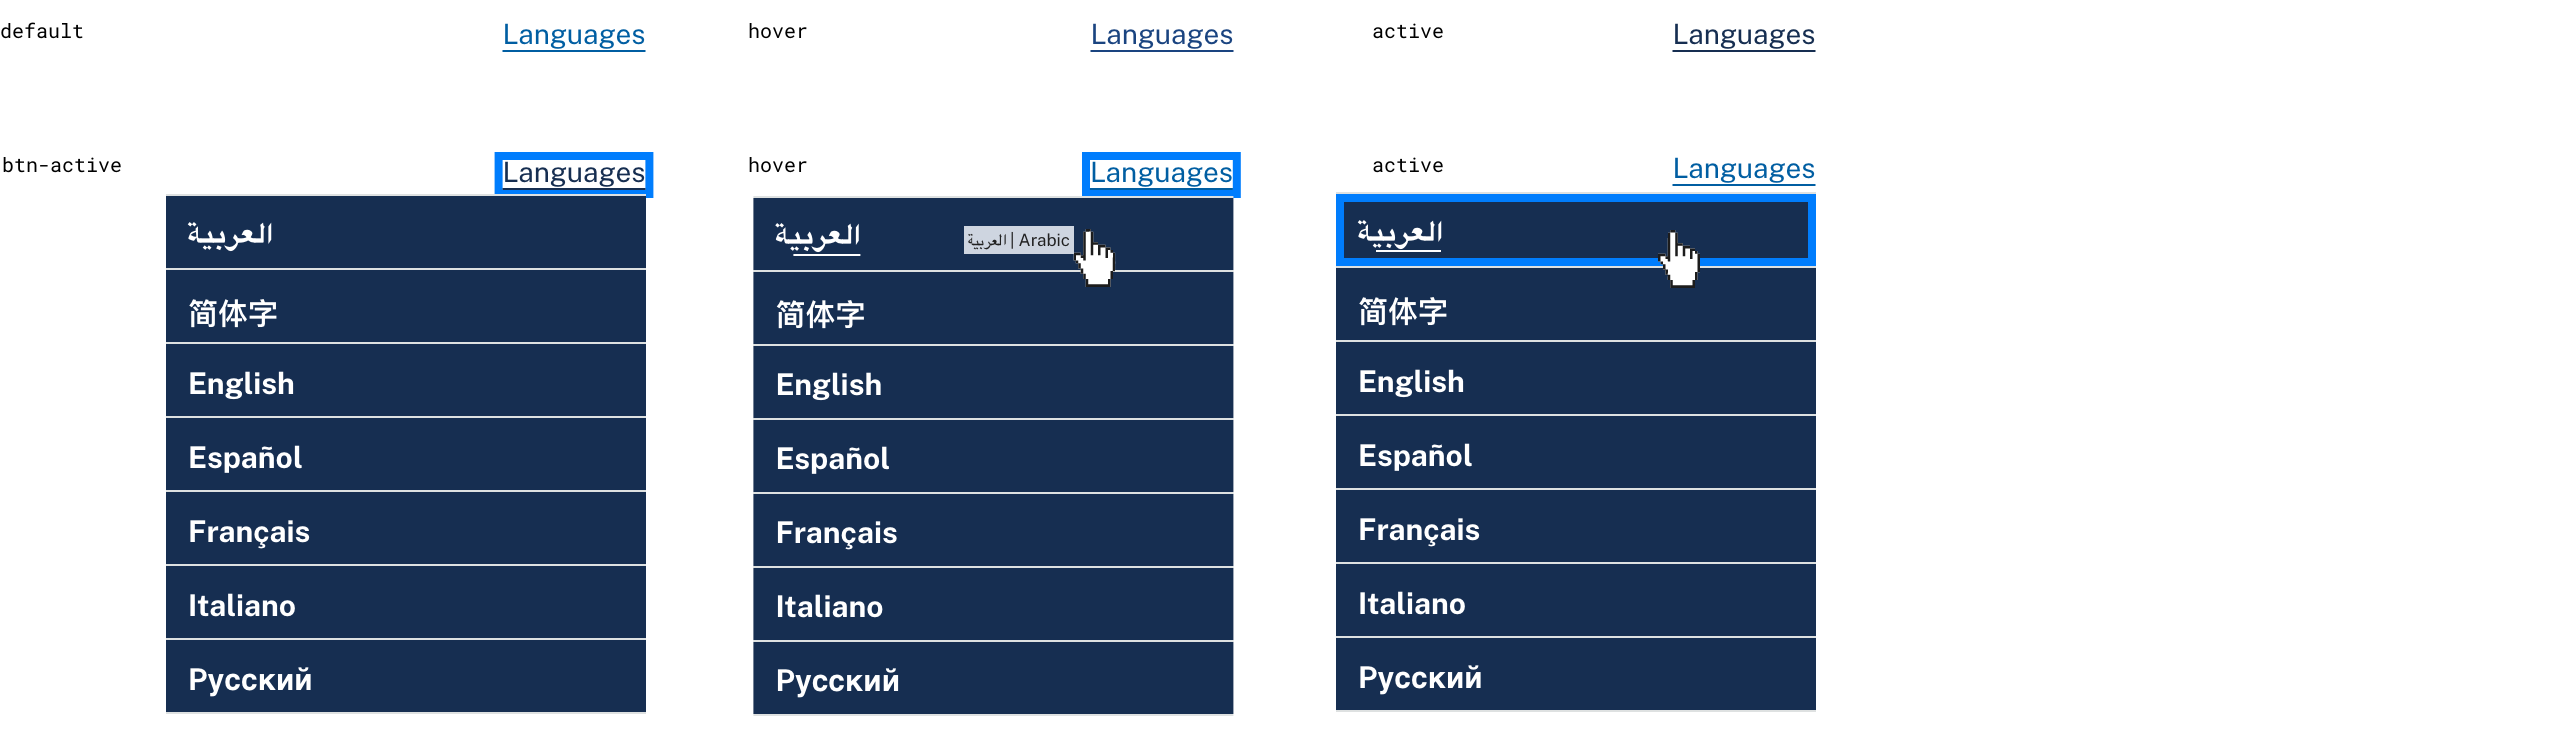 default
Languages
hover
Languages
active
Languages
btn-active
Languages
العربية
简体字
English
Español
Français
Italiano
Русский
hover
Languages
العربية
العربية | Arabic
简体字
English
Español
Français
Italiano
Русский
active
Languages
العربية
简体字
English
Español
Français
Italiano
Русский